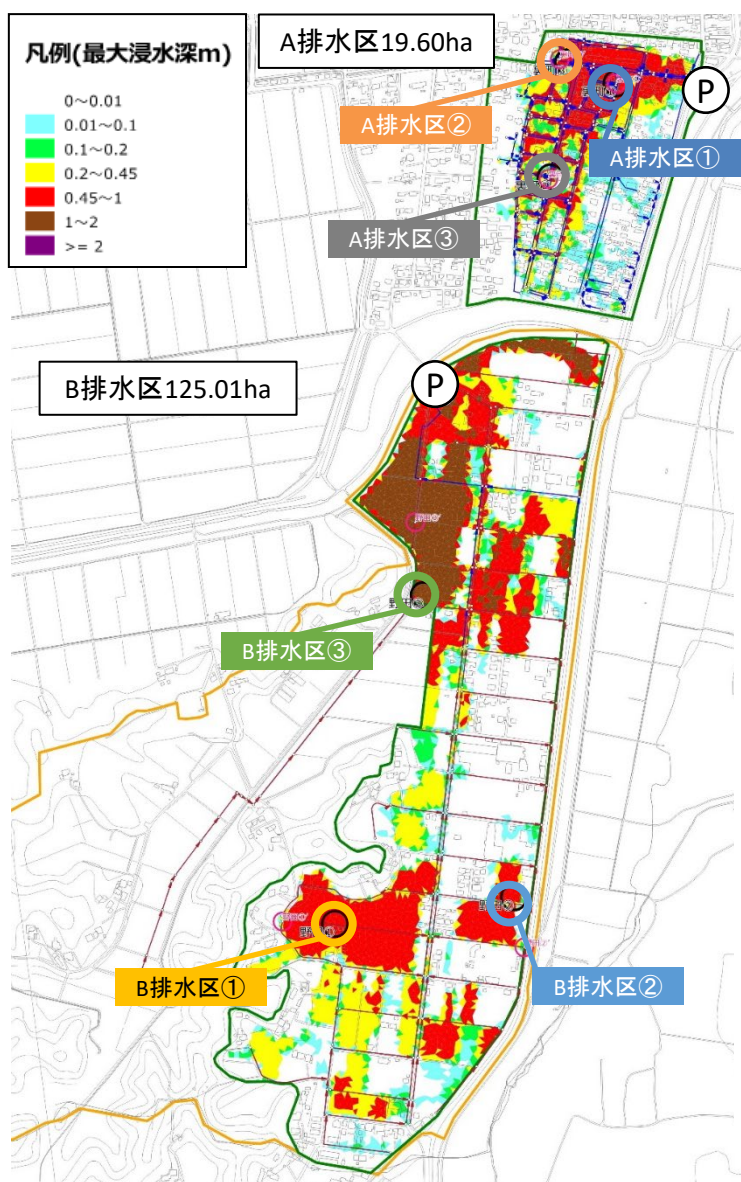 凡例(最大浸水深m)
0～0.01
0.01～0.1
0.1～0.2
0.2～0.45
0.45～1
1～2
>= 2
A排水区19.60ha
P
A排水区②
A排水区①
A排水区③
B排水区125.01ha
P
B排水区③
B排水区①
B排水区②